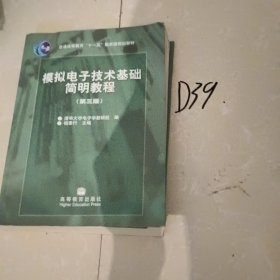 普通高等教育“十一五”国家级规划教材
模拟电子技术基础
简明教程
(第三版)
清华大学电子学教研组 编
杨素行 主编
高等教育出版社
Higher Education Press
D39